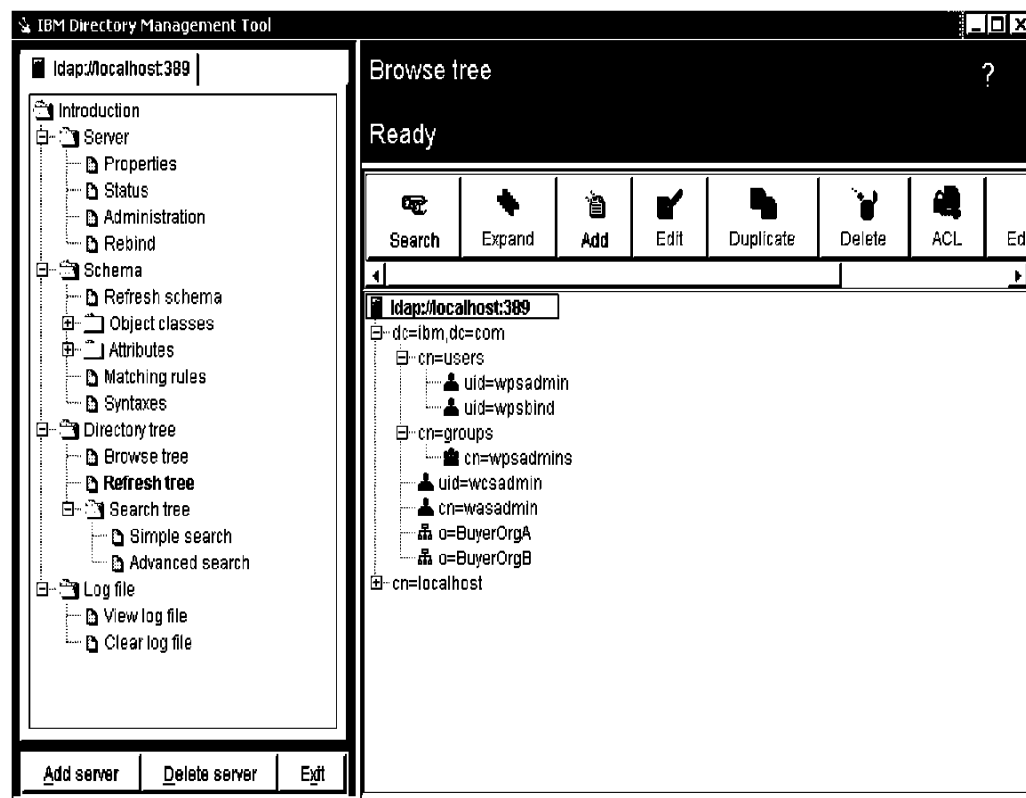 IBM Directory Management Tool
ldap://localhost:389
Introduction
Server
Properties
Status
Administration
Rebind
Schema
Refresh schema
Object classes
Attributes
Matching rules
Syntaxes
Directory tree
Browse tree
Refresh tree
Search tree
Simple search
Advanced search
Log file
View log file
Clear log file
Add server Delete server Exit
Browse tree ?
Ready
Search Expand Add Edit Duplicate Delete ACL Ed
ldap://localhost:389
dc=ibm,dc=com
cn=users
uid=wpsadmin
uid=wpsbind
cn=groups
cn=wpsadmins
uid=wcsadmin
cn=wasadmin
o=BuyerOrgA
o=BuyerOrgB
cn=localhost